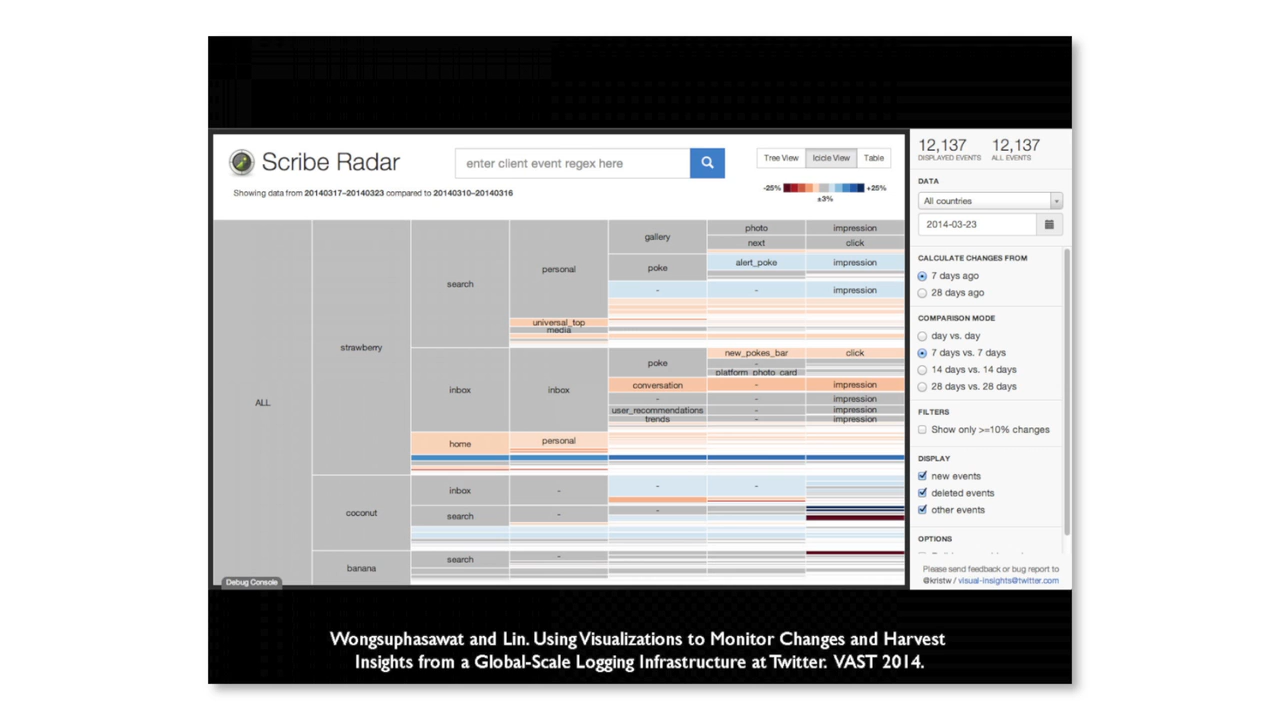 Scribe Radar
enter client event regex here
Tree View
Icicle View
Table
Showing data from 20140317–20140323 compared to 20140310–20140316
-25%
+25%
±3%
12,137
DISPLAYED EVENTS
12,137
ALL EVENTS
DATA
All countries
2014-03-23
CALCULATE CHANGES FROM
7 days ago
28 days ago
COMPARISON MODE
day vs. day
7 days vs. 7 days
14 days vs. 14 days
28 days vs. 28 days
FILTERS
Show only >=10% changes
DISPLAY
new events
deleted events
other events
OPTIONS
Please send feedback or bug report to
@kristw / visual-insights@twitter.com
ALL
strawberry
coconut
banana
search
inbox
home
inbox
search
search
personal
universal_top
media
inbox
personal
-
-
-
gallery
poke
-
poke
conversation
-
user_recommendations
trends
-
-
photo
next
alert_poke
-
new_pokes_bar
-
platform_photo_card
-
-
-
-
-
impression
click
impression
impression
click
impression
impression
impression
impression
Debug Console
Wongsuphasawat and Lin. Using Visualizations to Monitor Changes and Harvest
Insights from a Global-Scale Logging Infrastructure at Twitter. VAST 2014.